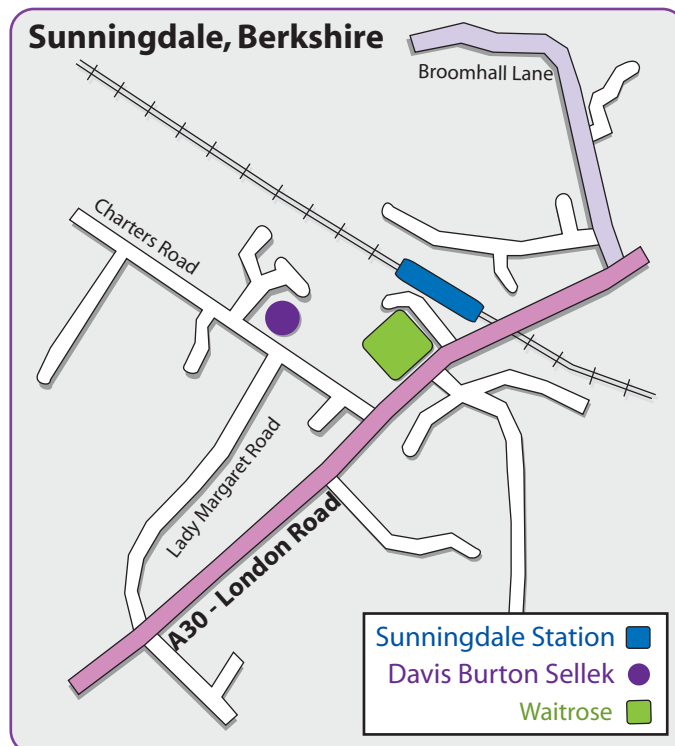 Sunningdale, Berkshire
Broomhall Lane
Charters Road
Lady Margaret Road
A30 - London Road
Sunningdale Station
Davis Burton Sellek
Waitrose